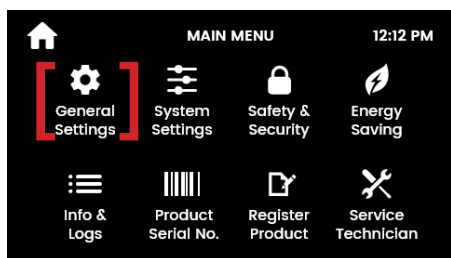 MAIN MENU 12:12 PM
General Settings
System Settings
Safety & Security
Energy Saving
Info & Logs
Product Serial No.
Register Product
Service Technician